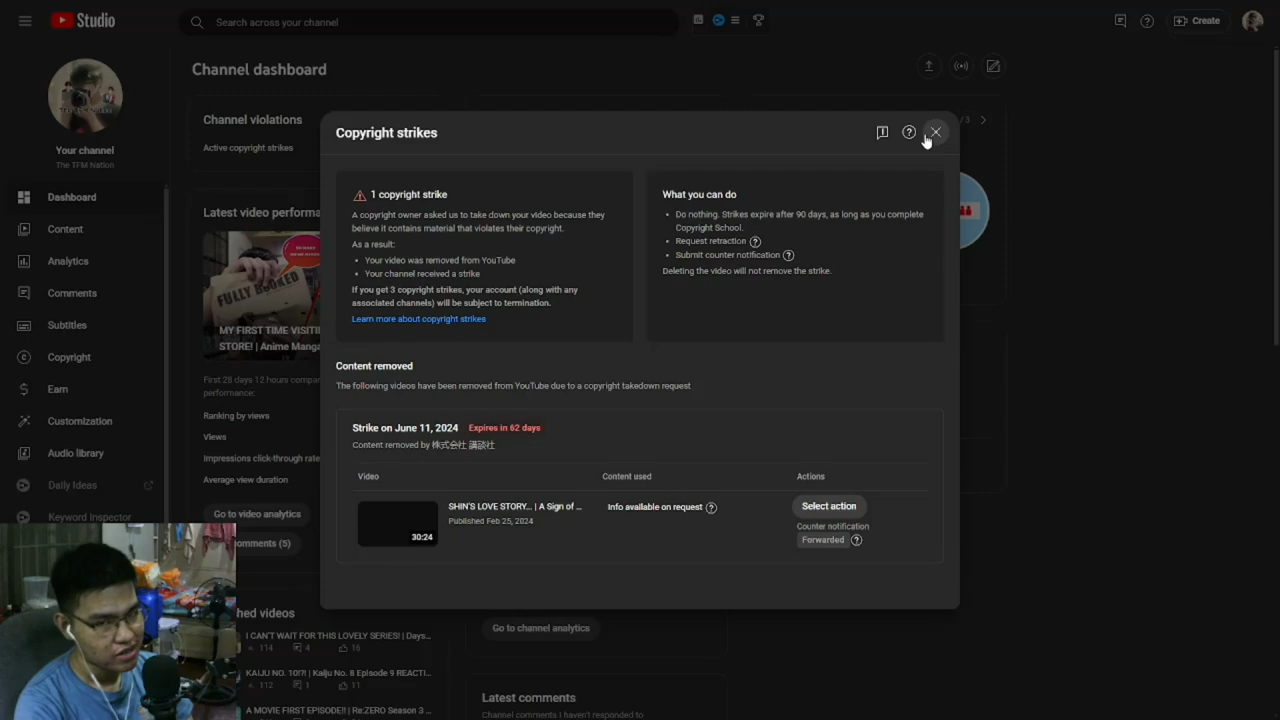 Studio
Search across your channel
Create
Your channel
The TFM Nation
Dashboard
Content
Analytics
Comments
Subtitles
Copyright
Earn
Customization
Audio library
Daily Ideas
Keyword Inspector
Channel dashboard
Channel violations
Active copyright strikes
/ 3
Latest video performa
FULLY BOOKED
MY FIRST TIME VISITI
STORE! | Anime Manga
First 28 days 12 hours compa
performance:
Ranking by views
Views
Impressions click-through rate
Average view duration
Go to video analytics
omments (5)
hed videos
I CAN'T WAIT FOR THIS LOVELY SERIES! | Days...
114 4 16
KAIJU NO. 10!?! | Kaiju No. 8 Episode 9 REACTI...
112 1 11
A MOVIE FIRST EPISODE!! | Re:ZERO Season 3 ...
Copyright strikes
1 copyright strike
A copyright owner asked us to take down your video because they
believe it contains material that violates their copyright.
As a result:
• Your video was removed from YouTube
• Your channel received a strike
If you get 3 copyright strikes, your account (along with any
associated channels) will be subject to termination.
Learn more about copyright strikes
What you can do
• Do nothing. Strikes expire after 90 days, as long as you complete
Copyright School.
• Request retraction
• Submit counter notification
Deleting the video will not remove the strike.
Content removed
The following videos have been removed from YouTube due to a copyright takedown request
Strike on June 11, 2024 Expires in 62 days
Content removed by 株式会社 講談社
Video Content used Actions
30:24
SHIN'S LOVE STORY... | A Sign of ...
Published Feb 25, 2024
Info available on request
Select action
Counter notification
Forwarded
Go to channel analytics
Latest comments
Channel comments I haven't responded to